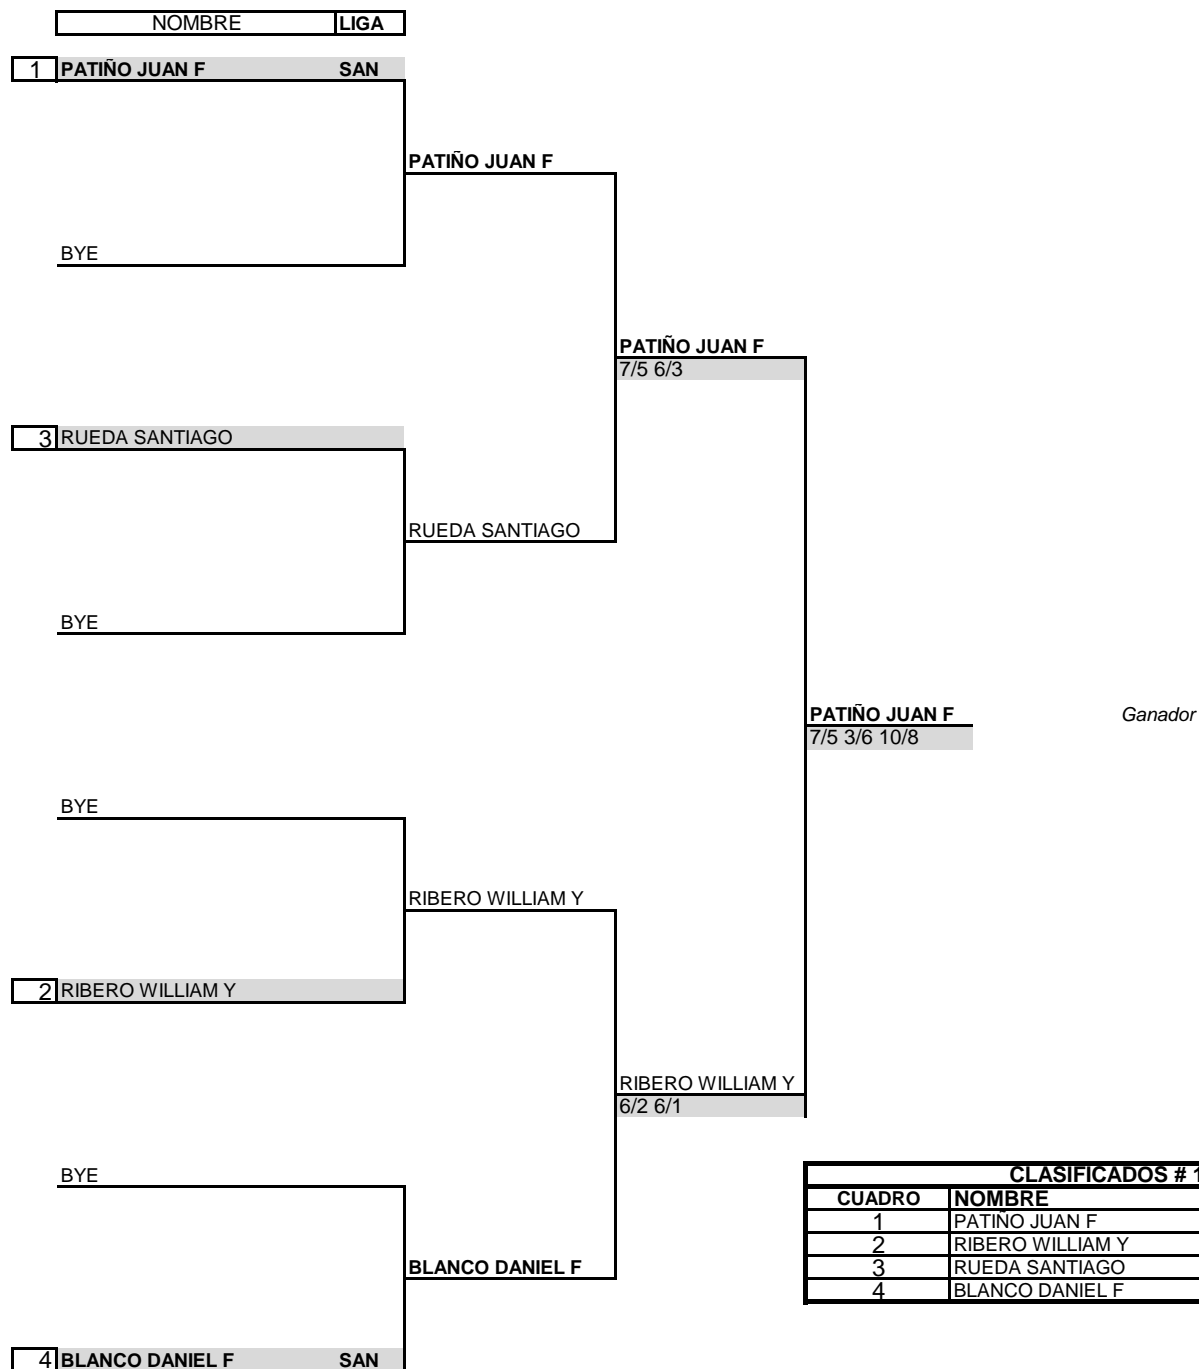 NOMBRE LIGA
1 PATIÑO JUAN F SAN
PATIÑO JUAN F
BYE
PATIÑO JUAN F
7/5 6/3
3 RUEDA SANTIAGO
RUEDA SANTIAGO
BYE
PATIÑO JUAN F Ganador
7/5 3/6 10/8
BYE
RIBERO WILLIAM Y
2 RIBERO WILLIAM Y
RIBERO WILLIAM Y
6/2 6/1
BYE
CLASIFICADOS # 1
CUADRO NOMBRE
1 PATIÑO JUAN F
2 RIBERO WILLIAM Y
3 RUEDA SANTIAGO
4 BLANCO DANIEL F
BLANCO DANIEL F
4 BLANCO DANIEL F SAN